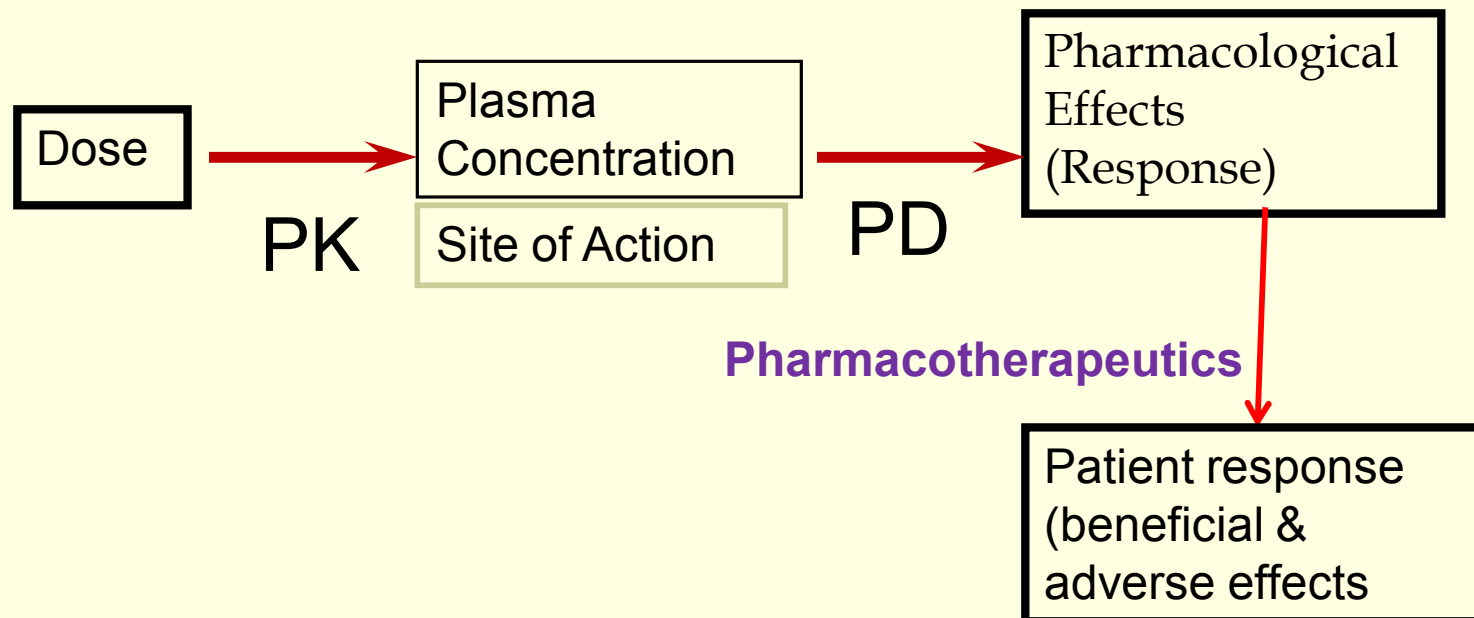 Dose
PK
Plasma
Concentration
Site of Action
PD
Pharmacological
Effects
(Response)
Pharmacotherapeutics
Patient response
(beneficial &
adverse effects